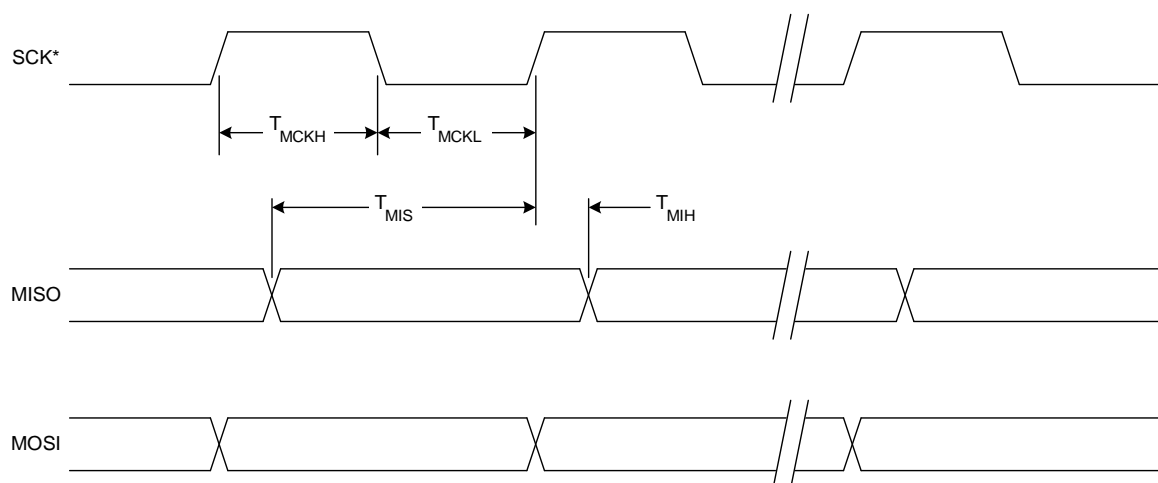 SCK*
T_MCKH
T_MCKL
T_MIS
T_MIH
MISO
MOSI